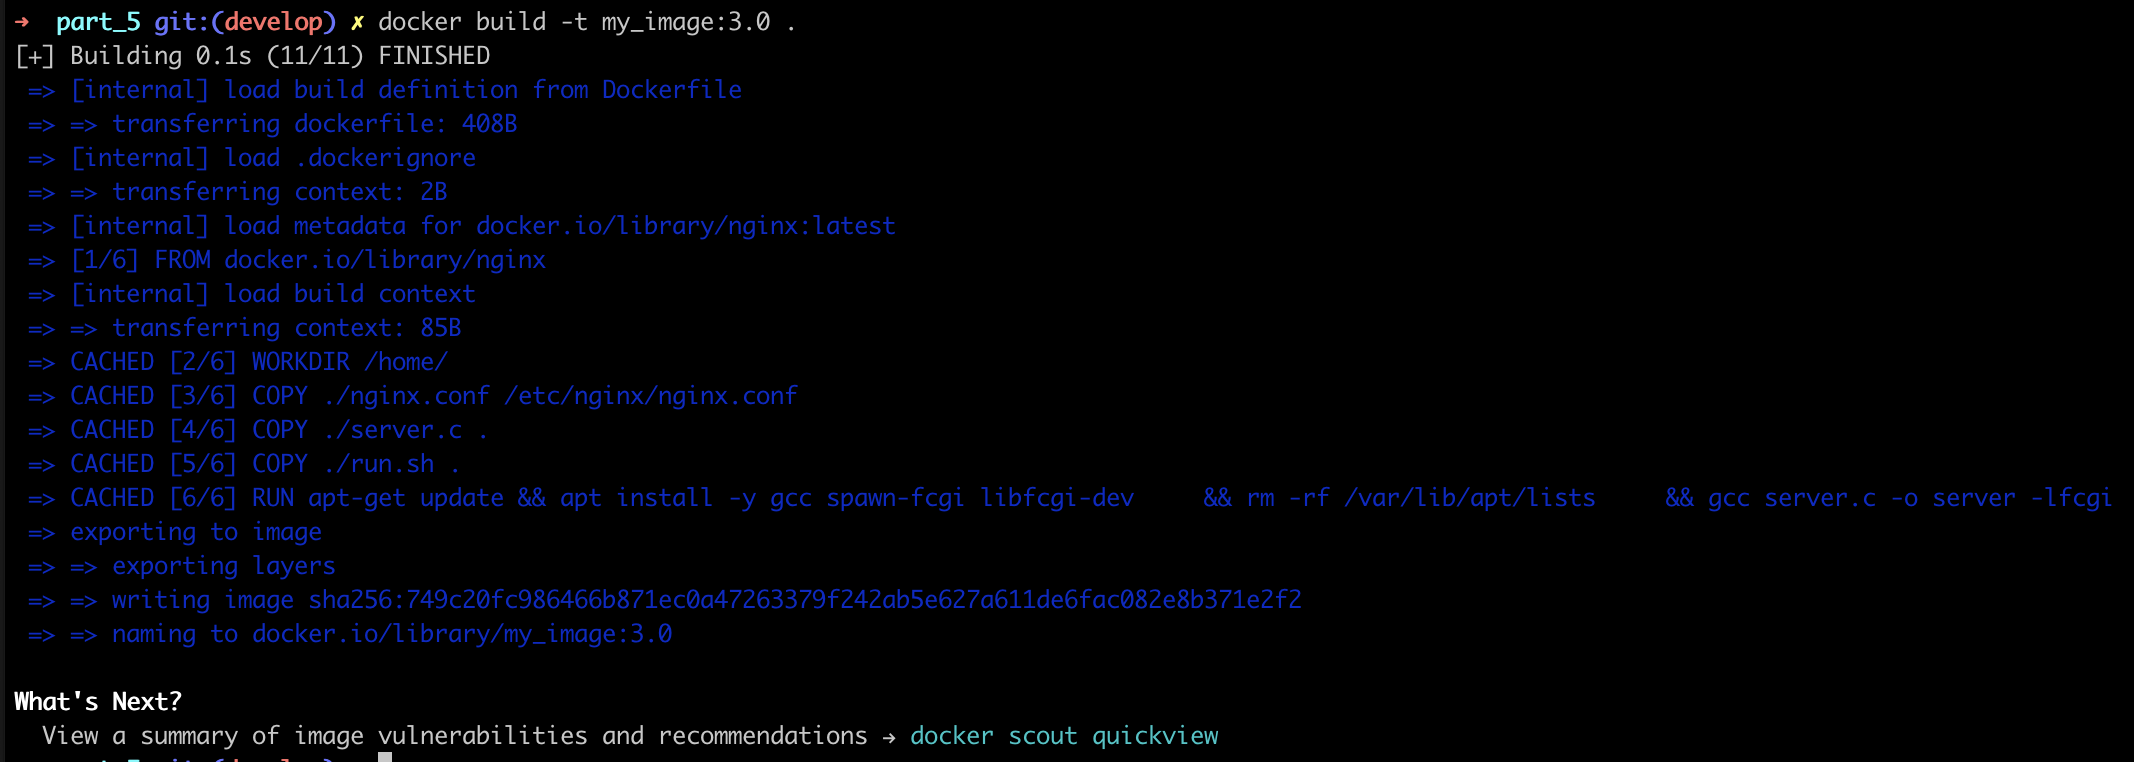 → part_5 git:(develop) ✗ docker build -t my_image:3.0 .
[+] Building 0.1s (11/11) FINISHED
=> [internal] load build definition from Dockerfile
=> => transferring dockerfile: 408B
=> [internal] load .dockerignore
=> => transferring context: 2B
=> [internal] load metadata for docker.io/library/nginx:latest
=> [1/6] FROM docker.io/library/nginx
=> [internal] load build context
=> => transferring context: 85B
=> CACHED [2/6] WORKDIR /home/
=> CACHED [3/6] COPY ./nginx.conf /etc/nginx/nginx.conf
=> CACHED [4/6] COPY ./server.c .
=> CACHED [5/6] COPY ./run.sh .
=> CACHED [6/6] RUN apt-get update && apt install -y gcc spawn-fcgi libfcgi-dev     && rm -rf /var/lib/apt/lists     && gcc server.c -o server -lfcgi
=> exporting to image
=> => exporting layers
=> => writing image sha256:749c20fc986466b871ec0a47263379f242ab5e627a611de6fac082e8b371e2f2
=> => naming to docker.io/library/my_image:3.0
What's Next?
View a summary of image vulnerabilities and recommendations → docker scout quickview